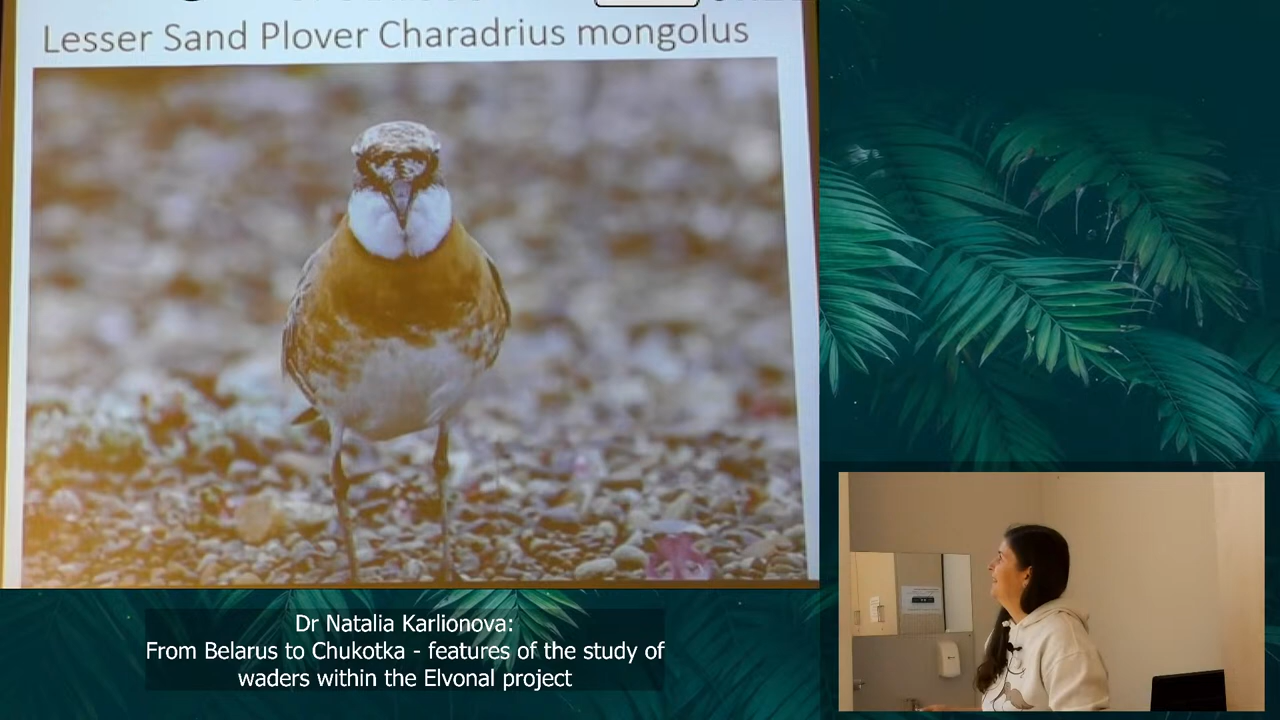 Lesser Sand Plover Charadrius mongolus
Dr Natalia Karlionova:
From Belarus to Chukotka - features of the study of
waders within the Elvonal project